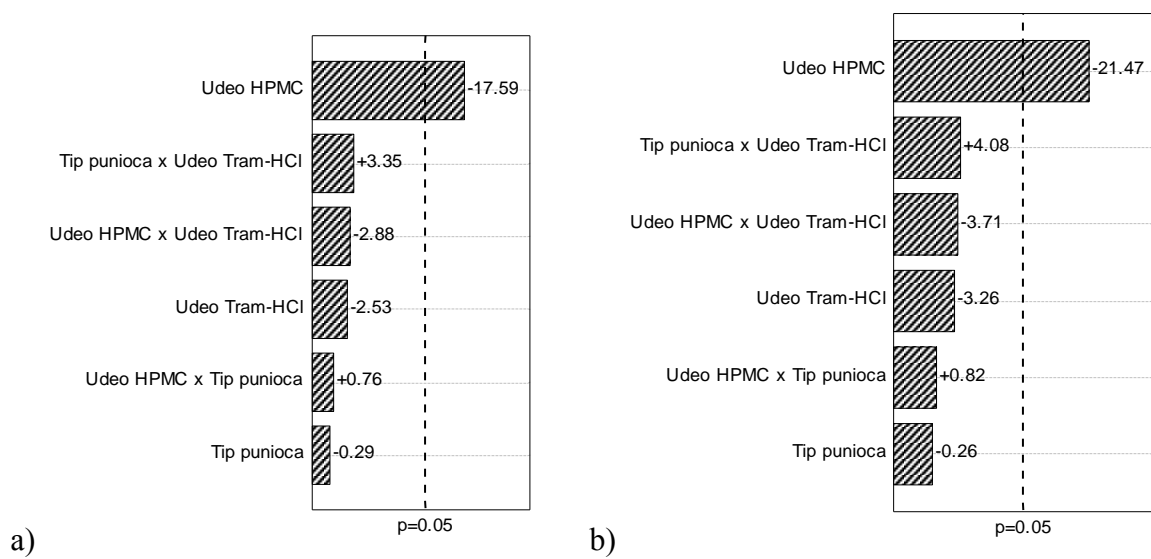 Udeo HPMC
-17.59
Tip punioca x Udeo Tram-HCl
+3.35
Udeo HPMC x Udeo Tram-HCl
-2.88
Udeo Tram-HCl
-2.53
Udeo HPMC x Tip punioca
+0.76
Tip punioca
-0.29
p=0.05
a)
Udeo HPMC
-21.47
Tip punioca x Udeo Tram-HCl
+4.08
Udeo HPMC x Udeo Tram-HCl
-3.71
Udeo Tram-HCl
-3.26
Udeo HPMC x Tip punioca
+0.82
Tip punioca
-0.26
p=0.05
b)